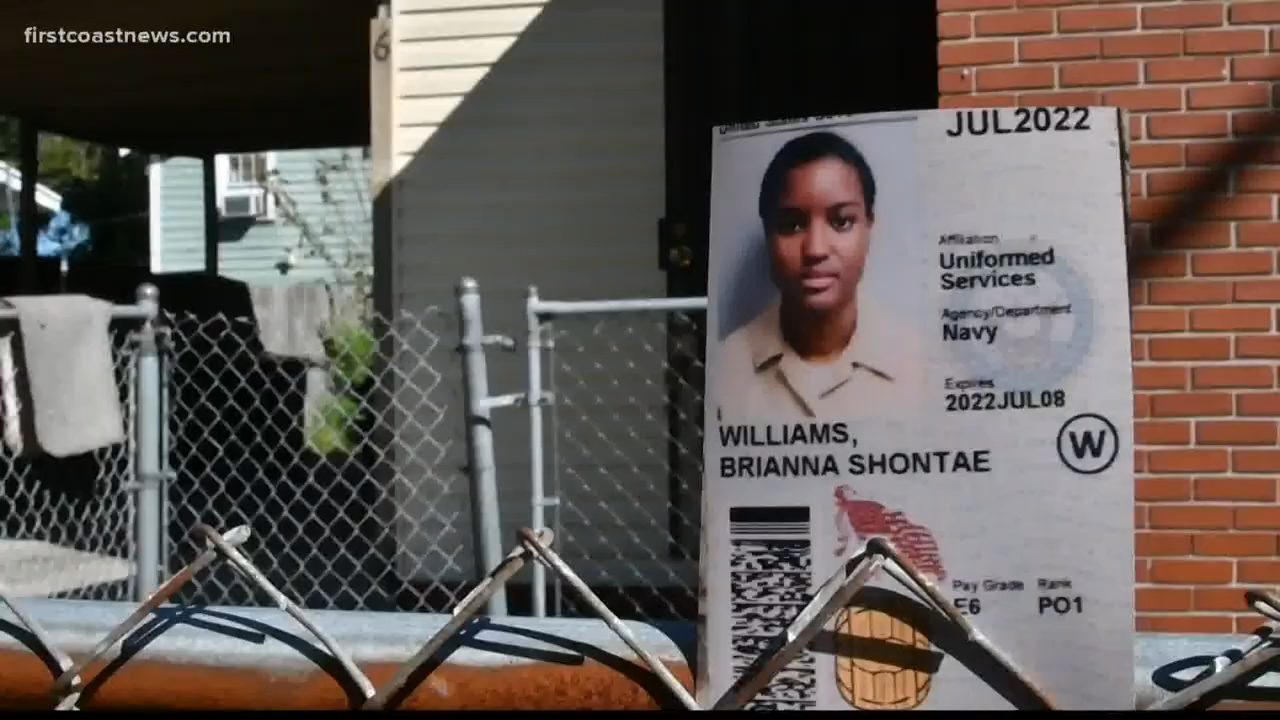 firstcoastnews.com
6
JUL2022
Affiliation
Uniformed
Services
Agency/Department
Navy
Expires
2022JUL08
WILLIAMS,
BRIANNA SHONTAE
W
Pay Grade Rank
E6 PO1